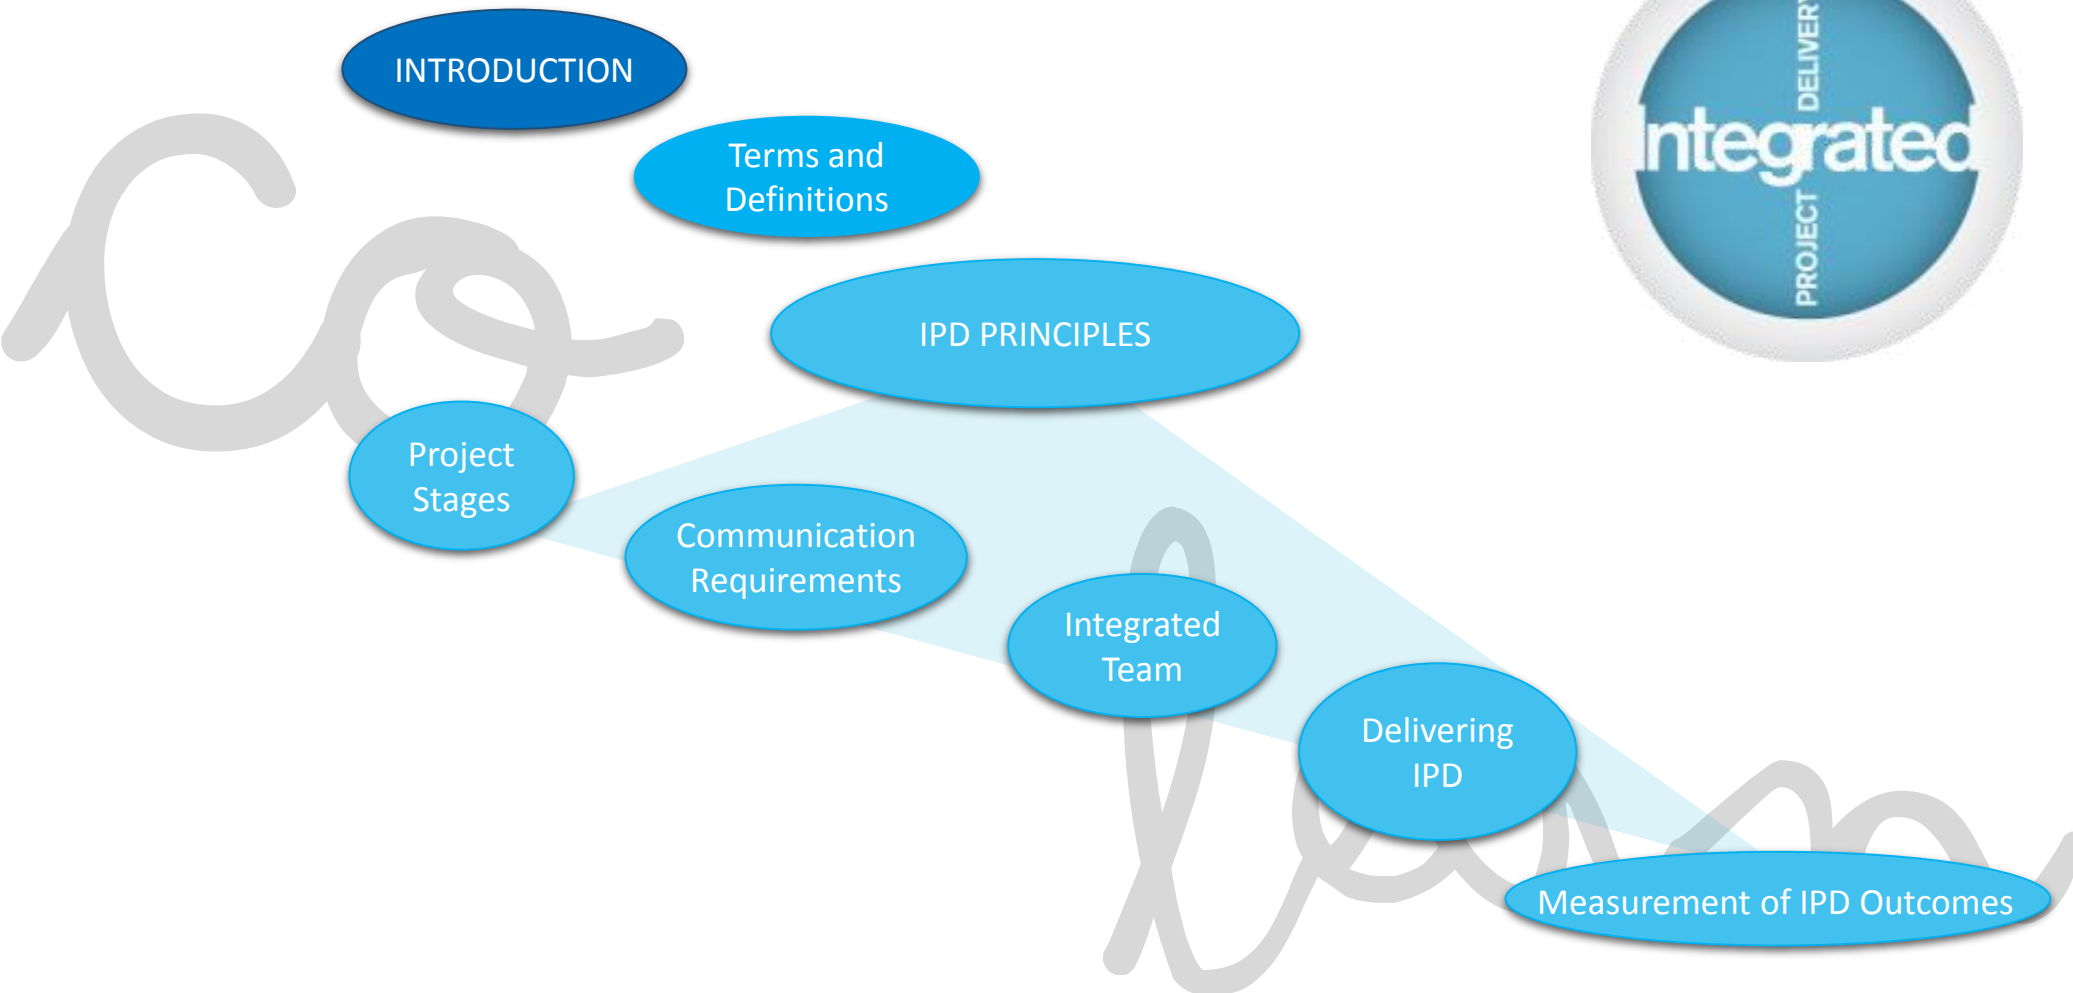 INTRODUCTION
Terms and
Definitions
IPD PRINCIPLES
Project
Stages
Communication
Requirements
Integrated
Team
Delivering
IPD
Measurement of IPD Outcomes
Integrated
PROJECT DELIVERY
Co